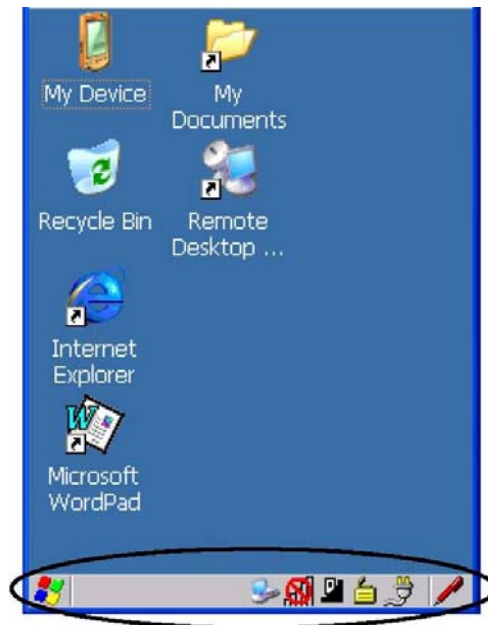 My Device
My
Documents
Recycle Bin
Remote
Desktop ...
Internet
Explorer
Microsoft
WordPad